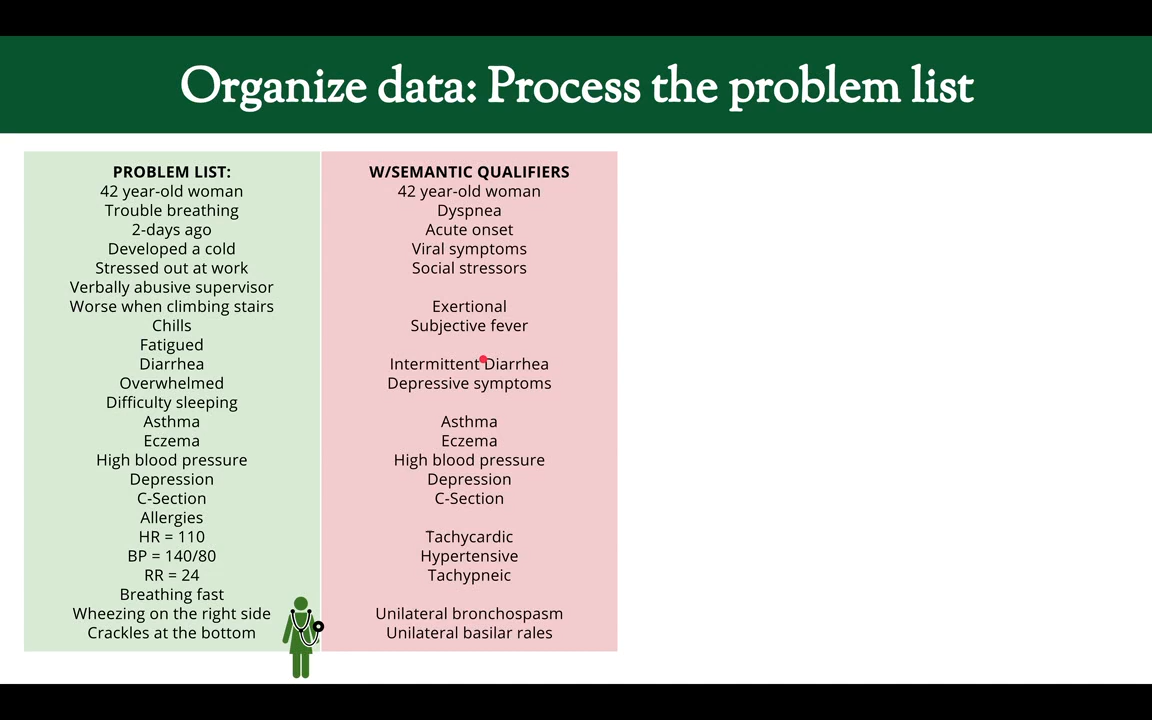 Organize data: Process the problem list
PROBLEM LIST:
42 year-old woman
Trouble breathing
2-days ago
Developed a cold
Stressed out at work
Verbally abusive supervisor
Worse when climbing stairs
Chills
Fatigued
Diarrhea
Overwhelmed
Difficulty sleeping
Asthma
Eczema
High blood pressure
Depression
C-Section
Allergies
HR = 110
BP = 140/80
RR = 24
Breathing fast
Wheezing on the right side
Crackles at the bottom
W/SEMANTIC QUALIFIERS
42 year-old woman
Dyspnea
Acute onset
Viral symptoms
Social stressors
Exertional
Subjective fever
Intermittent Diarrhea
Depressive symptoms
Asthma
Eczema
High blood pressure
Depression
C-Section
Tachycardic
Hypertensive
Tachypneic
Unilateral bronchospasm
Unilateral basilar rales